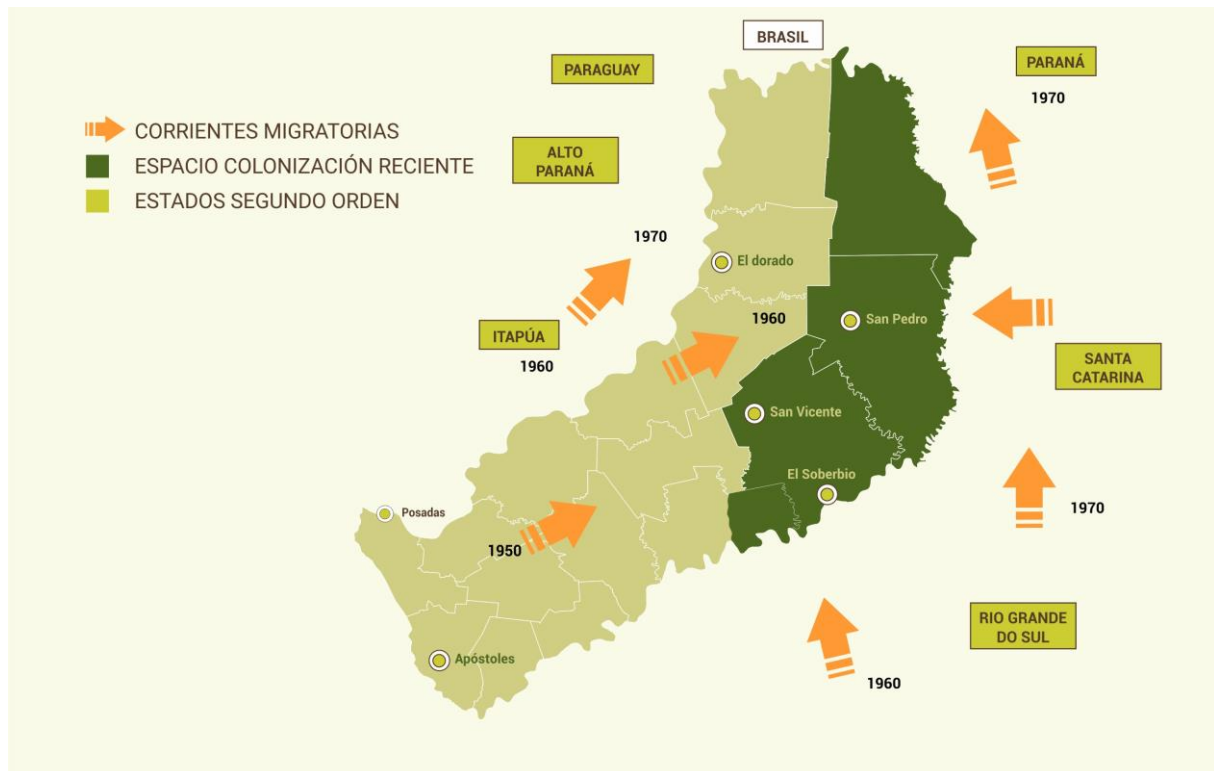 BRASIL
PARAGUAY
PARANÁ
1970
CORRIENTES MIGRATORIAS
ESPACIO COLONIZACIÓN RECIENTE
ESTADOS SEGUNDO ORDEN
ALTO
PARANÁ
1970
El dorado
ITAPÚA
1960
1960
San Pedro
SANTA
CATARINA
San Vicente
El Soberbio
Posadas
1970
1950
RIO GRANDE
DO SUL
Apóstoles
1960